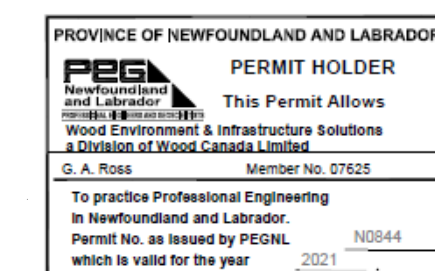 PROVINCE OF NEWFOUNDLAND AND LABRADOR
PEG
Newfoundland
and Labrador
PERMIT HOLDER
This Permit Allows
Wood Environment & Infrastructure Solutions
a Division of Wood Canada Limited
G. A. Ross Member No. 07625
To practice Professional Engineering
in Newfoundland and Labrador.
Permit No. as issued by PEGNL N0844
which is valid for the year 2021